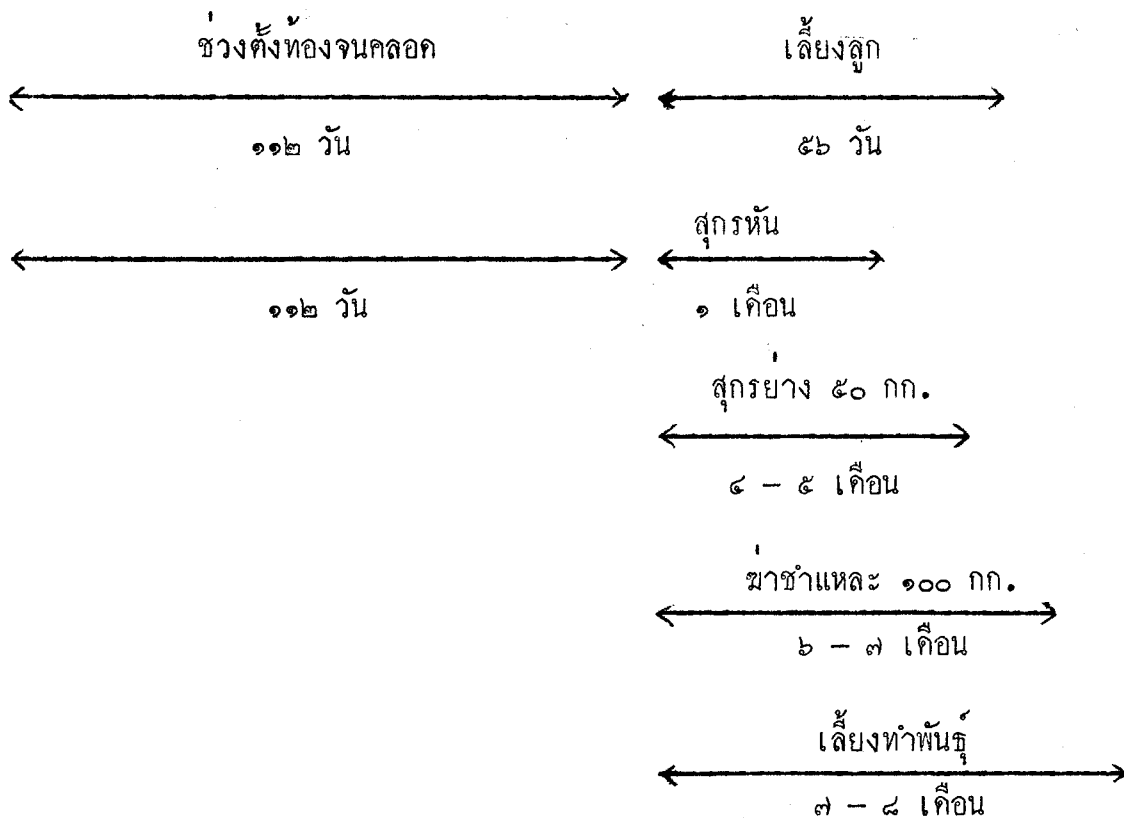 ช่วงตั้งท้องจนคลอด เลี้ยงลูก
๑๑๒ วัน ๕๖ วัน
สุกรหัน
๑๑๒ วัน ๑ เดือน
สุกรย่าง ๕๐ กก.
๔ - ๕ เดือน
ฆ่าชำแหละ ๑๐๐ กก.
๖ - ๗ เดือน
เลี้ยงทำพันธุ์
๗ - ๘ เดือน